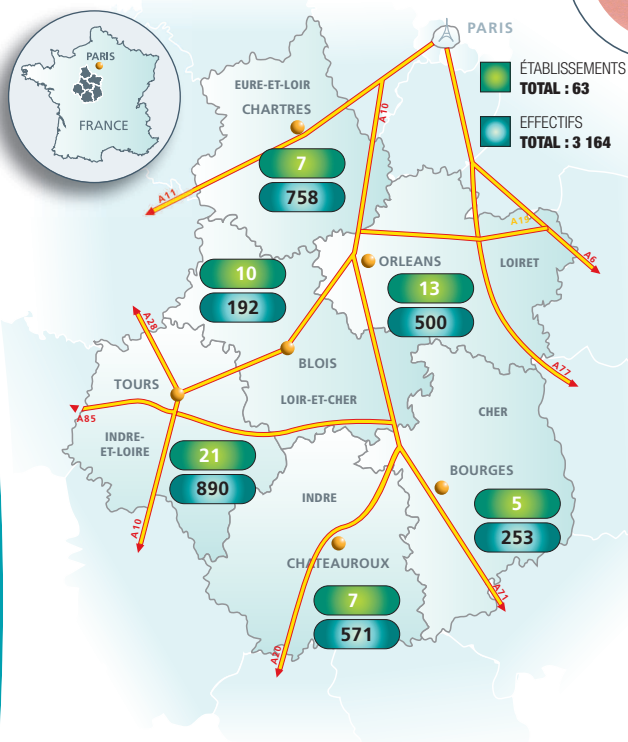 PARIS
FRANCE
PARIS
ÉTABLISSEMENTS
TOTAL : 63
EFFECTIFS
TOTAL : 3 164
EURE-ET-LOIR
CHARTRES
7
758
A10
A11
A19
A6
ORLEANS
LOIRET
13
500
10
192
A28
BLOIS
LOIR-ET-CHER
A77
TOURS
A85
INDRE-
ET-LOIRE
21
890
A10
CHER
BOURGES
5
253
INDRE
CHATEAUROUX
7
571
A71
A20